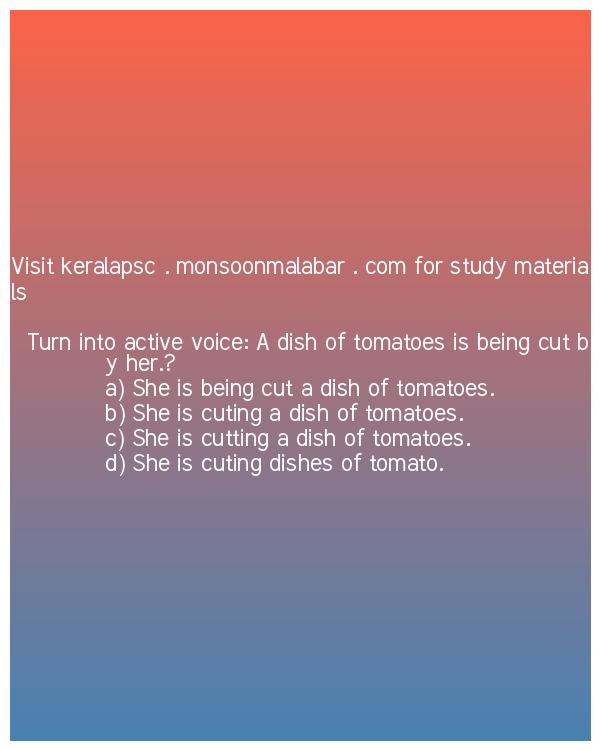 Visit keralapsc . monsoonmalabar . com for study materia
ls
Turn into active voice: A dish of tomatoes is being cut b
y her.?
a) She is being cut a dish of tomatoes.
b) She is cuting a dish of tomatoes.
c) She is cutting a dish of tomatoes.
d) She is cuting dishes of tomato.